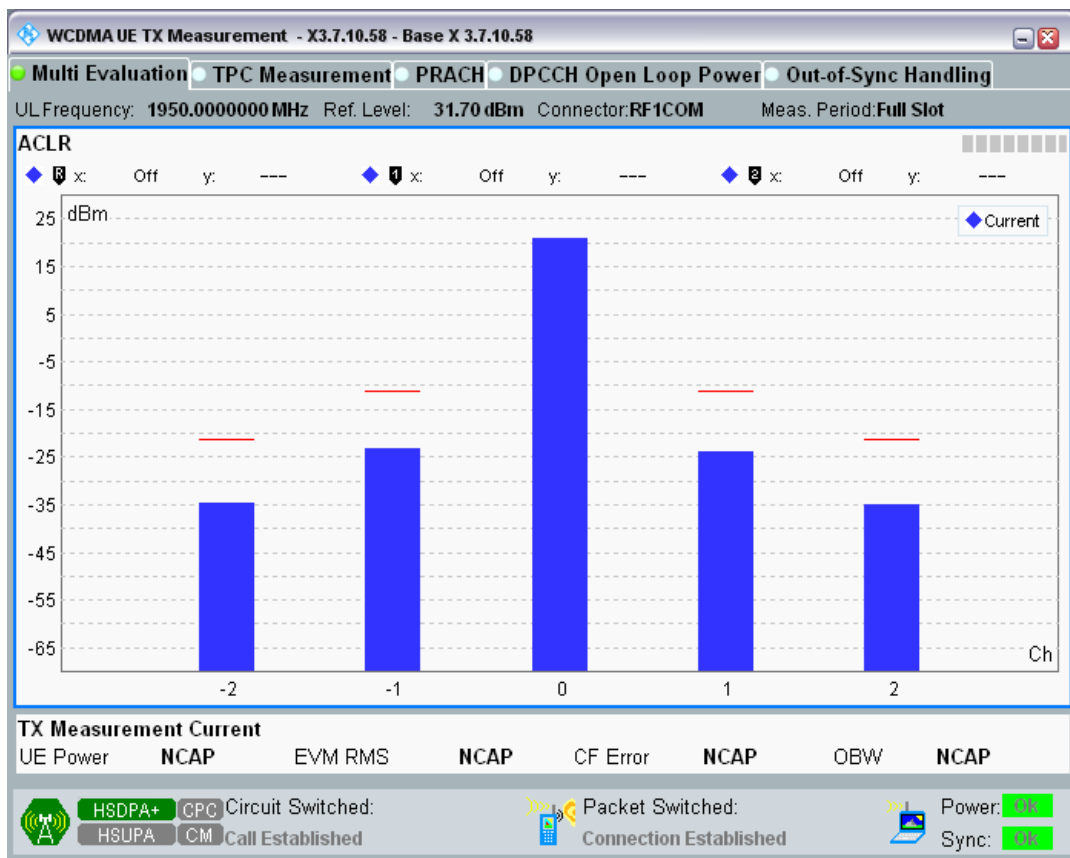 WCDMA UE TX Measurement - X3.7.10.58 - Base X 3.7.10.58
Multi Evaluation TPC Measurement PRACH DPCCH Open Loop Power Out-of-Sync Handling
UL Frequency: 1950.0000000 MHz Ref. Level: 31.70 dBm Connector:RF1COM Meas. Period:Full Slot
ACLR
R x: Off y: --- 1 x: Off y: --- 2 x: Off y: ---
dBm
Current
25
15
5
-5
-15
-25
-35
-45
-55
-65
Ch
-2 -1 0 1 2
TX Measurement Current
UE Power NCAP EVM RMS NCAP CF Error NCAP OBW NCAP
HSDPA+ CPC Circuit Switched: Packet Switched: Power: Ok
HSUPA CM Call Established Connection Established Sync: Ok